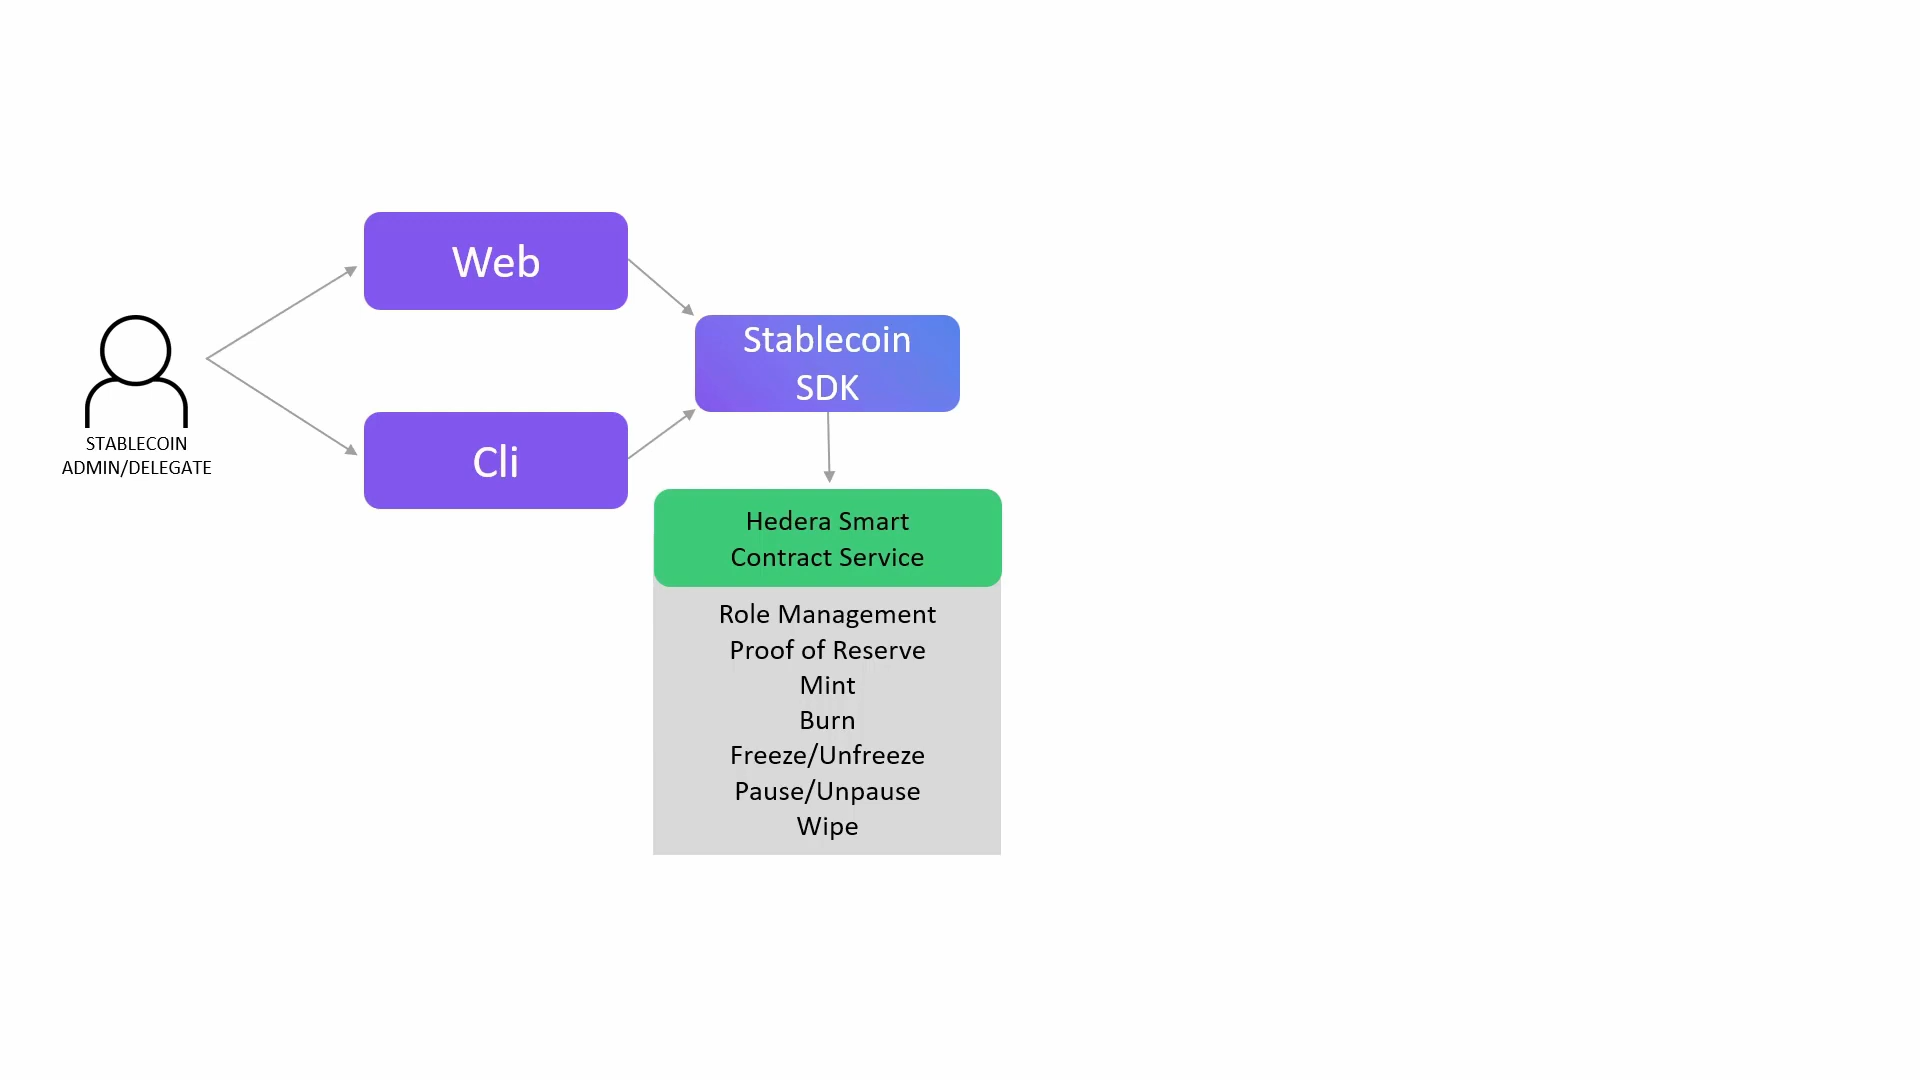 Web
Stablecoin
SDK
STABLECOIN
ADMIN/DELEGATE
Cli
Hedera Smart
Contract Service
Role Management
Proof of Reserve
Mint
Burn
Freeze/Unfreeze
Pause/Unpause
Wipe